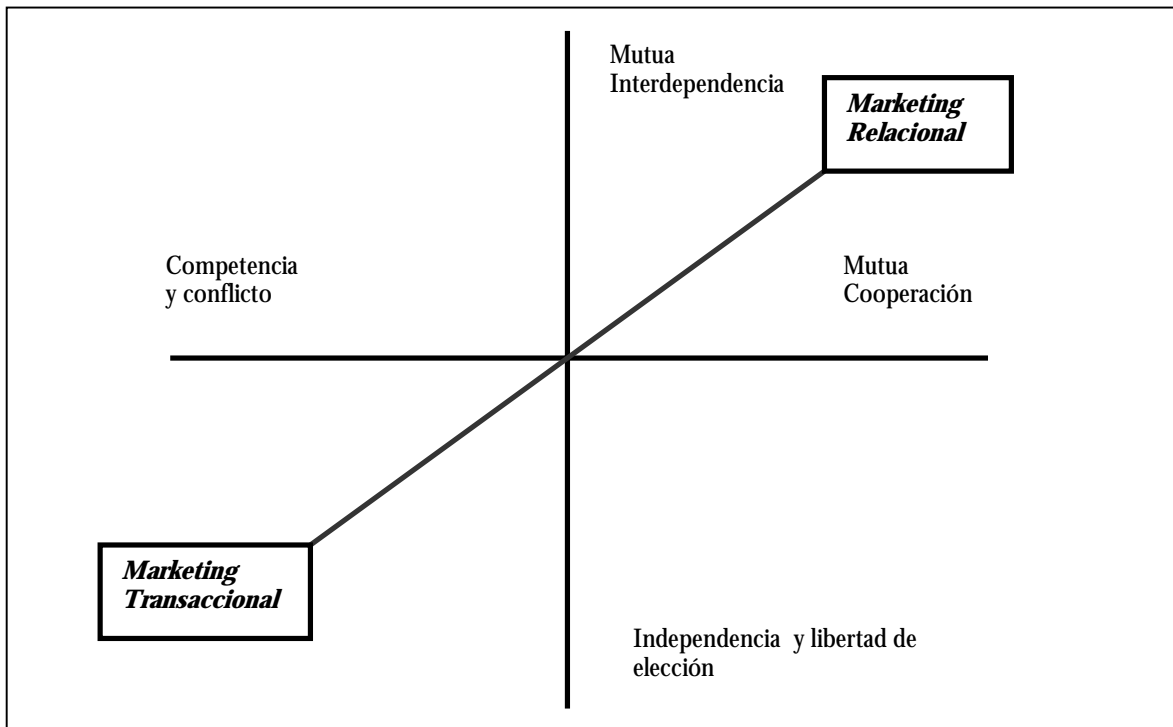 Mutua
Interdependencia
Marketing
Relacional
Competencia
y conflicto
Mutua
Cooperación
Marketing
Transaccional
Independencia y libertad de
elección